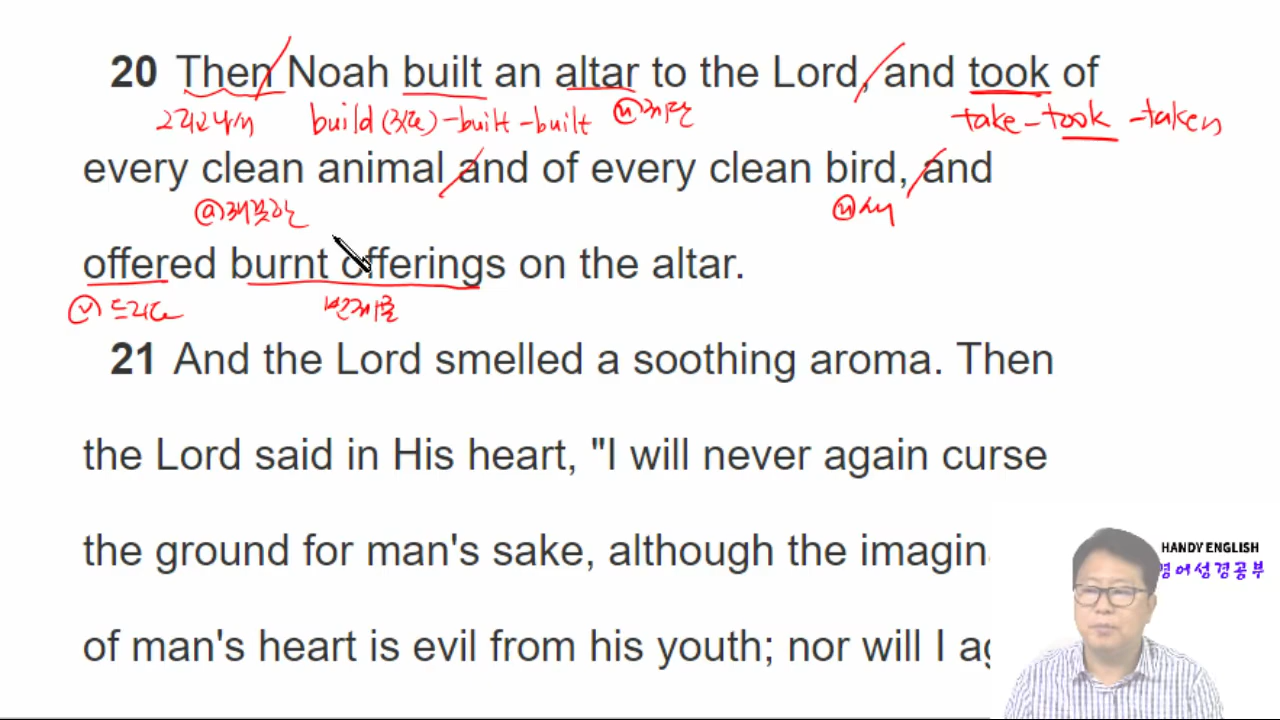 20 Then Noah built an altar to the Lord, and took of
그리고나서 build(짓다)-built-built ⓝ제단 take-took-taken
every clean animal and of every clean bird, and
ⓐ깨끗한 ⓝ새
offered burnt offerings on the altar.
ⓥ드리다 번제물
21 And the Lord smelled a soothing aroma. Then
the Lord said in His heart, "I will never again curse
the ground for man's sake, although the imagin
of man's heart is evil from his youth; nor will I ag
HANDY ENGLISH
영어성경공부